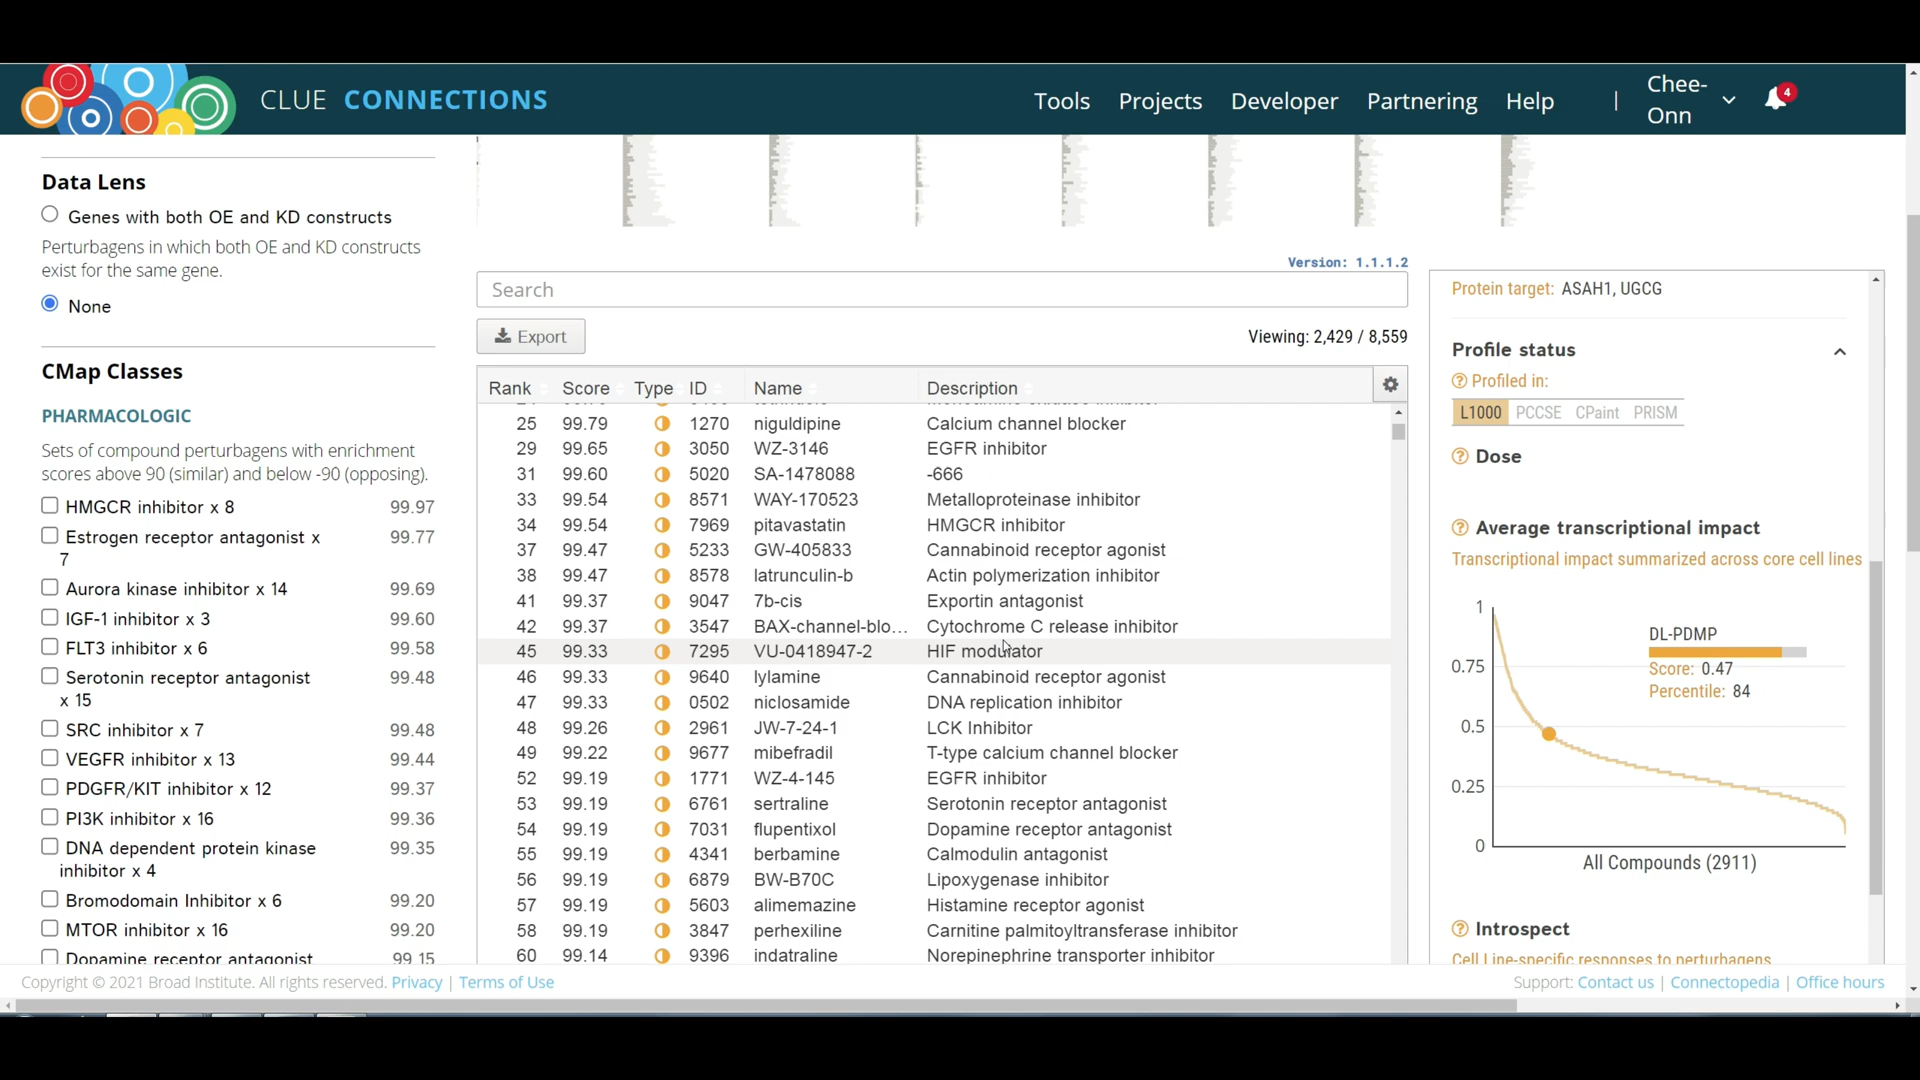 CLUE CONNECTIONS
Tools Projects Developer Partnering Help | Chee-Onn 4
Data Lens
Genes with both OE and KD constructs
Perturbagens in which both OE and KD constructs
exist for the same gene.
None
CMap Classes
PHARMACOLOGIC
Sets of compound perturbagens with enrichment
scores above 90 (similar) and below -90 (opposing).
HMGCR inhibitor x 8 99.97
Estrogen receptor antagonist x 99.77
7
Aurora kinase inhibitor x 14 99.69
IGF-1 inhibitor x 3 99.60
FLT3 inhibitor x 6 99.58
Serotonin receptor antagonist 99.48
x 15
SRC inhibitor x 7 99.48
VEGFR inhibitor x 13 99.44
PDGFR/KIT inhibitor x 12 99.37
PI3K inhibitor x 16 99.36
DNA dependent protein kinase 99.35
inhibitor x 4
Bromodomain Inhibitor x 6 99.20
MTOR inhibitor x 16 99.20
Dopamine receptor antagonist 99.15
Version: 1.1.1.2
Search
Export
Viewing: 2,429 / 8,559
Rank Score Type ID Name Description
25 99.79 1270 niguldipine Calcium channel blocker
29 99.65 3050 WZ-3146 EGFR inhibitor
31 99.60 5020 SA-1478088 -666
33 99.54 8571 WAY-170523 Metalloproteinase inhibitor
34 99.54 7969 pitavastatin HMGCR inhibitor
37 99.47 5233 GW-405833 Cannabinoid receptor agonist
38 99.47 8578 latrunculin-b Actin polymerization inhibitor
41 99.37 9047 7b-cis Exportin antagonist
42 99.37 3547 BAX-channel-blo... Cytochrome C release inhibitor
45 99.33 7295 VU-0418947-2 HIF modulator
46 99.33 9640 lylamine Cannabinoid receptor agonist
47 99.33 0502 niclosamide DNA replication inhibitor
48 99.26 2961 JW-7-24-1 LCK Inhibitor
49 99.22 9677 mibefradil T-type calcium channel blocker
52 99.19 1771 WZ-4-145 EGFR inhibitor
53 99.19 6761 sertraline Serotonin receptor antagonist
54 99.19 7031 flupentixol Dopamine receptor antagonist
55 99.19 4341 berbamine Calmodulin antagonist
56 99.19 6879 BW-B70C Lipoxygenase inhibitor
57 99.19 5603 alimemazine Histamine receptor agonist
58 99.19 3847 perhexiline Carnitine palmitoyltransferase inhibitor
60 99.14 9396 indatraline Norepinephrine transporter inhibitor
Protein target: ASAH1, UGCG
Profile status
Profiled in:
L1000 PCCSE CPaint PRISM
Dose
Average transcriptional impact
Transcriptional impact summarized across core cell lines
1
0.75
0.5
0.25
0
DL-PDMP
Score: 0.47
Percentile: 84
All Compounds (2911)
Introspect
Cell Line-specific responses to perturbagens
Copyright © 2021 Broad Institute. All rights reserved. Privacy | Terms of Use
Support: Contact us | Connectopedia | Office hours